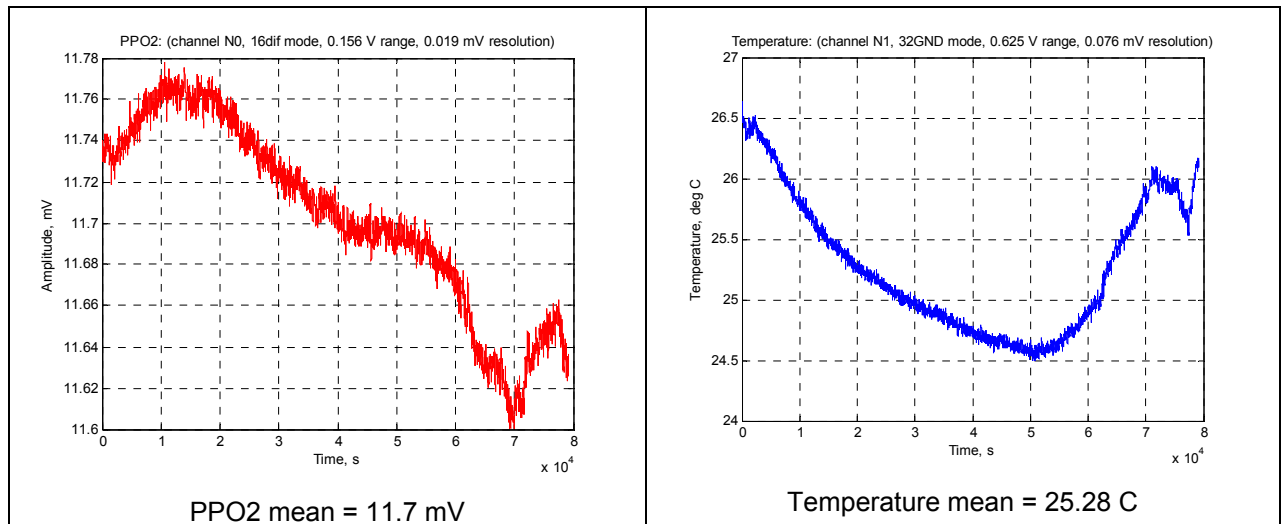 PPO2: (channel N0, 16dif mode, 0.156 V range, 0.019 mV resolution)
11.78
11.76
11.74
11.72
11.7
11.68
11.66
11.64
11.62
11.6
Amplitude, mV
0 1 2 3 4 5 6 7 8
Time, s
x 10^4
PPO2 mean = 11.7 mV
Temperature: (channel N1, 32GND mode, 0.625 V range, 0.076 mV resolution)
27
26.5
26
25.5
25
24.5
24
Temperature, deg C
0 1 2 3 4 5 6 7 8
Time, s
x 10^4
Temperature mean = 25.28 C